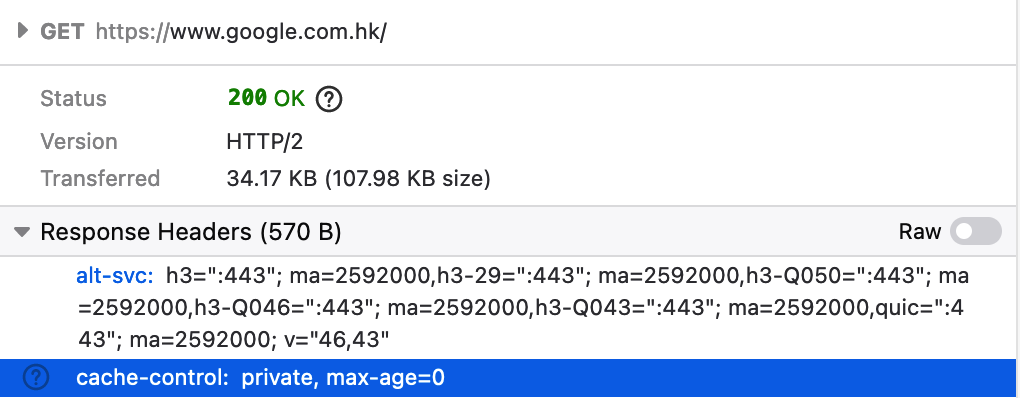 GET https://www.google.com.hk/
Status 200 OK ?
Version HTTP/2
Transferred 34.17 KB (107.98 KB size)
Response Headers (570 B) Raw
alt-svc: h3=":443"; ma=2592000,h3-29=":443"; ma=2592000,h3-Q050=":443"; ma
=2592000,h3-Q046=":443"; ma=2592000,h3-Q043=":443"; ma=2592000,quic=":4
43"; ma=2592000; v="46,43"
? cache-control: private, max-age=0